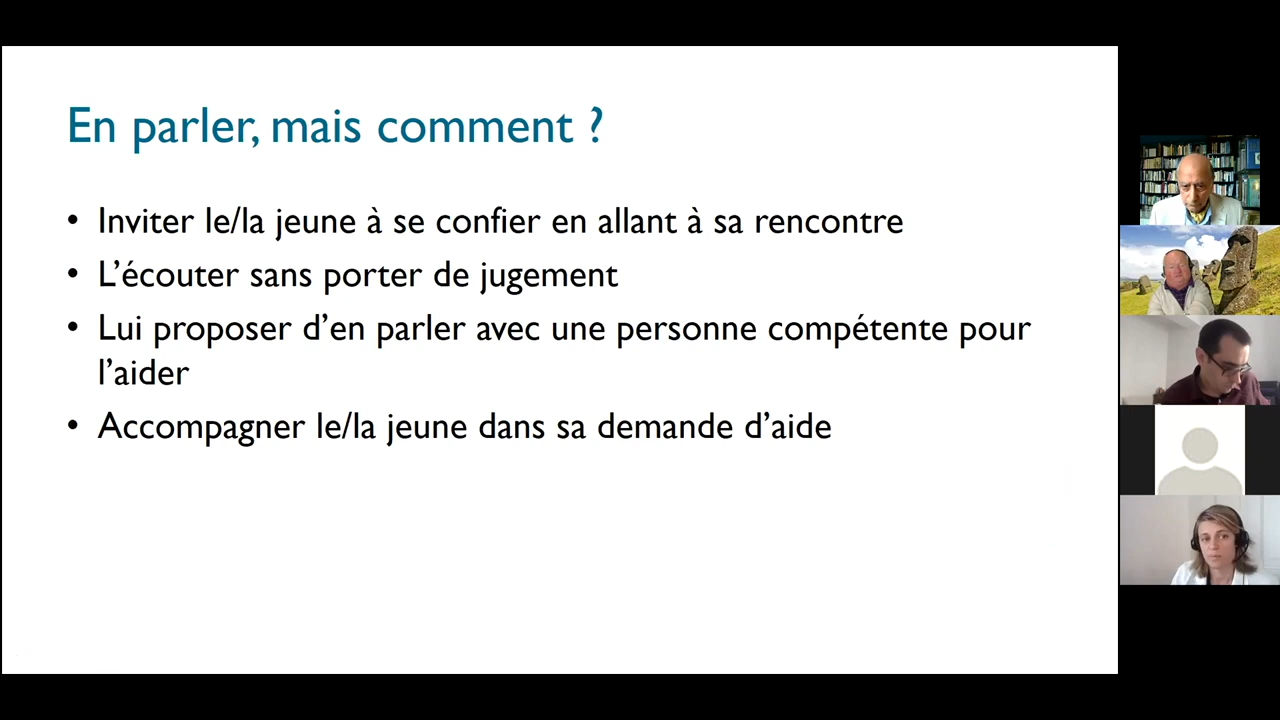 En parler, mais comment ?
• Inviter le/la jeune à se confier en allant à sa rencontre
• L’écouter sans porter de jugement
• Lui proposer d’en parler avec une personne compétente pour
l’aider
• Accompagner le/la jeune dans sa demande d’aide